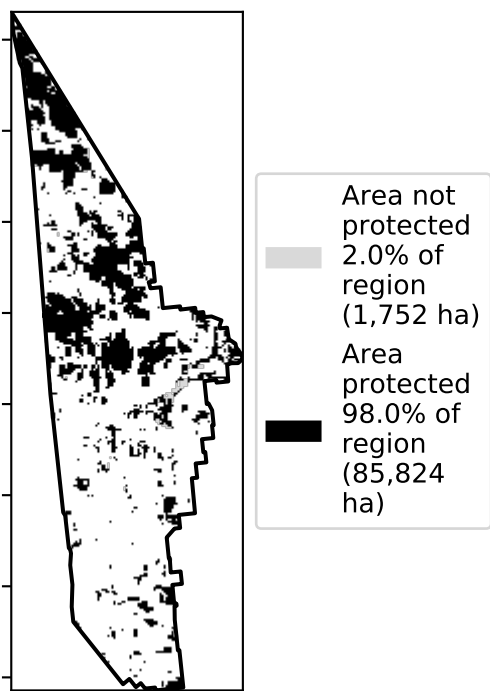 Area not
protected
2.0% of
region
(1,752 ha)
Area
protected
98.0% of
region
(85,824
ha)